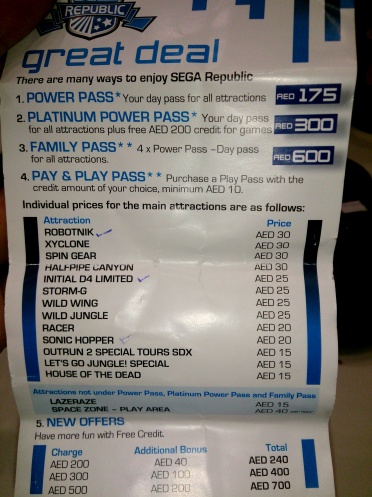 REPUBLIC
great deal
There are many ways to enjoy SEGA Republic
1. POWER PASS* Your day pass for all attractions AED 175
2. PLATINUM POWER PASS* Your day pass
for all attractions plus free AED 200 credit for games AED 300
3. FAMILY PASS** 4 x Power Pass -Day pass
for all attractions. AED 600
4. PAY & PLAY PASS** Purchase a Play Pass with the
credit amount of your choice, minimum AED 10.
Individual prices for the main attractions are as follows:
Attraction Price
ROBOTNIK AED 30
XYCLONE AED 30
SPIN GEAR AED 30
HALFPIPE CANYON AED 30
INITIAL D4 LIMITED AED 25
STORM-G AED 25
WILD WING AED 25
WILD JUNGLE AED 25
RACER AED 20
SONIC HOPPER AED 20
OUTRUN 2 SPECIAL TOURS SDX AED 15
LET'S GO JUNGLE! SPECIAL AED 15
HOUSE OF THE DEAD AED 15
Attractions not under Power Pass, Platinum Power Pass and Family Pass
LAZERAZE AED 15
SPACE ZONE - PLAY AREA AED 40
5. NEW OFFERS
Have more fun with Free Credit.
Charge Additional Bonus Total
AED 200 AED 40 AED 240
AED 300 AED 100 AED 400
AED 500 AED 200 AED 700